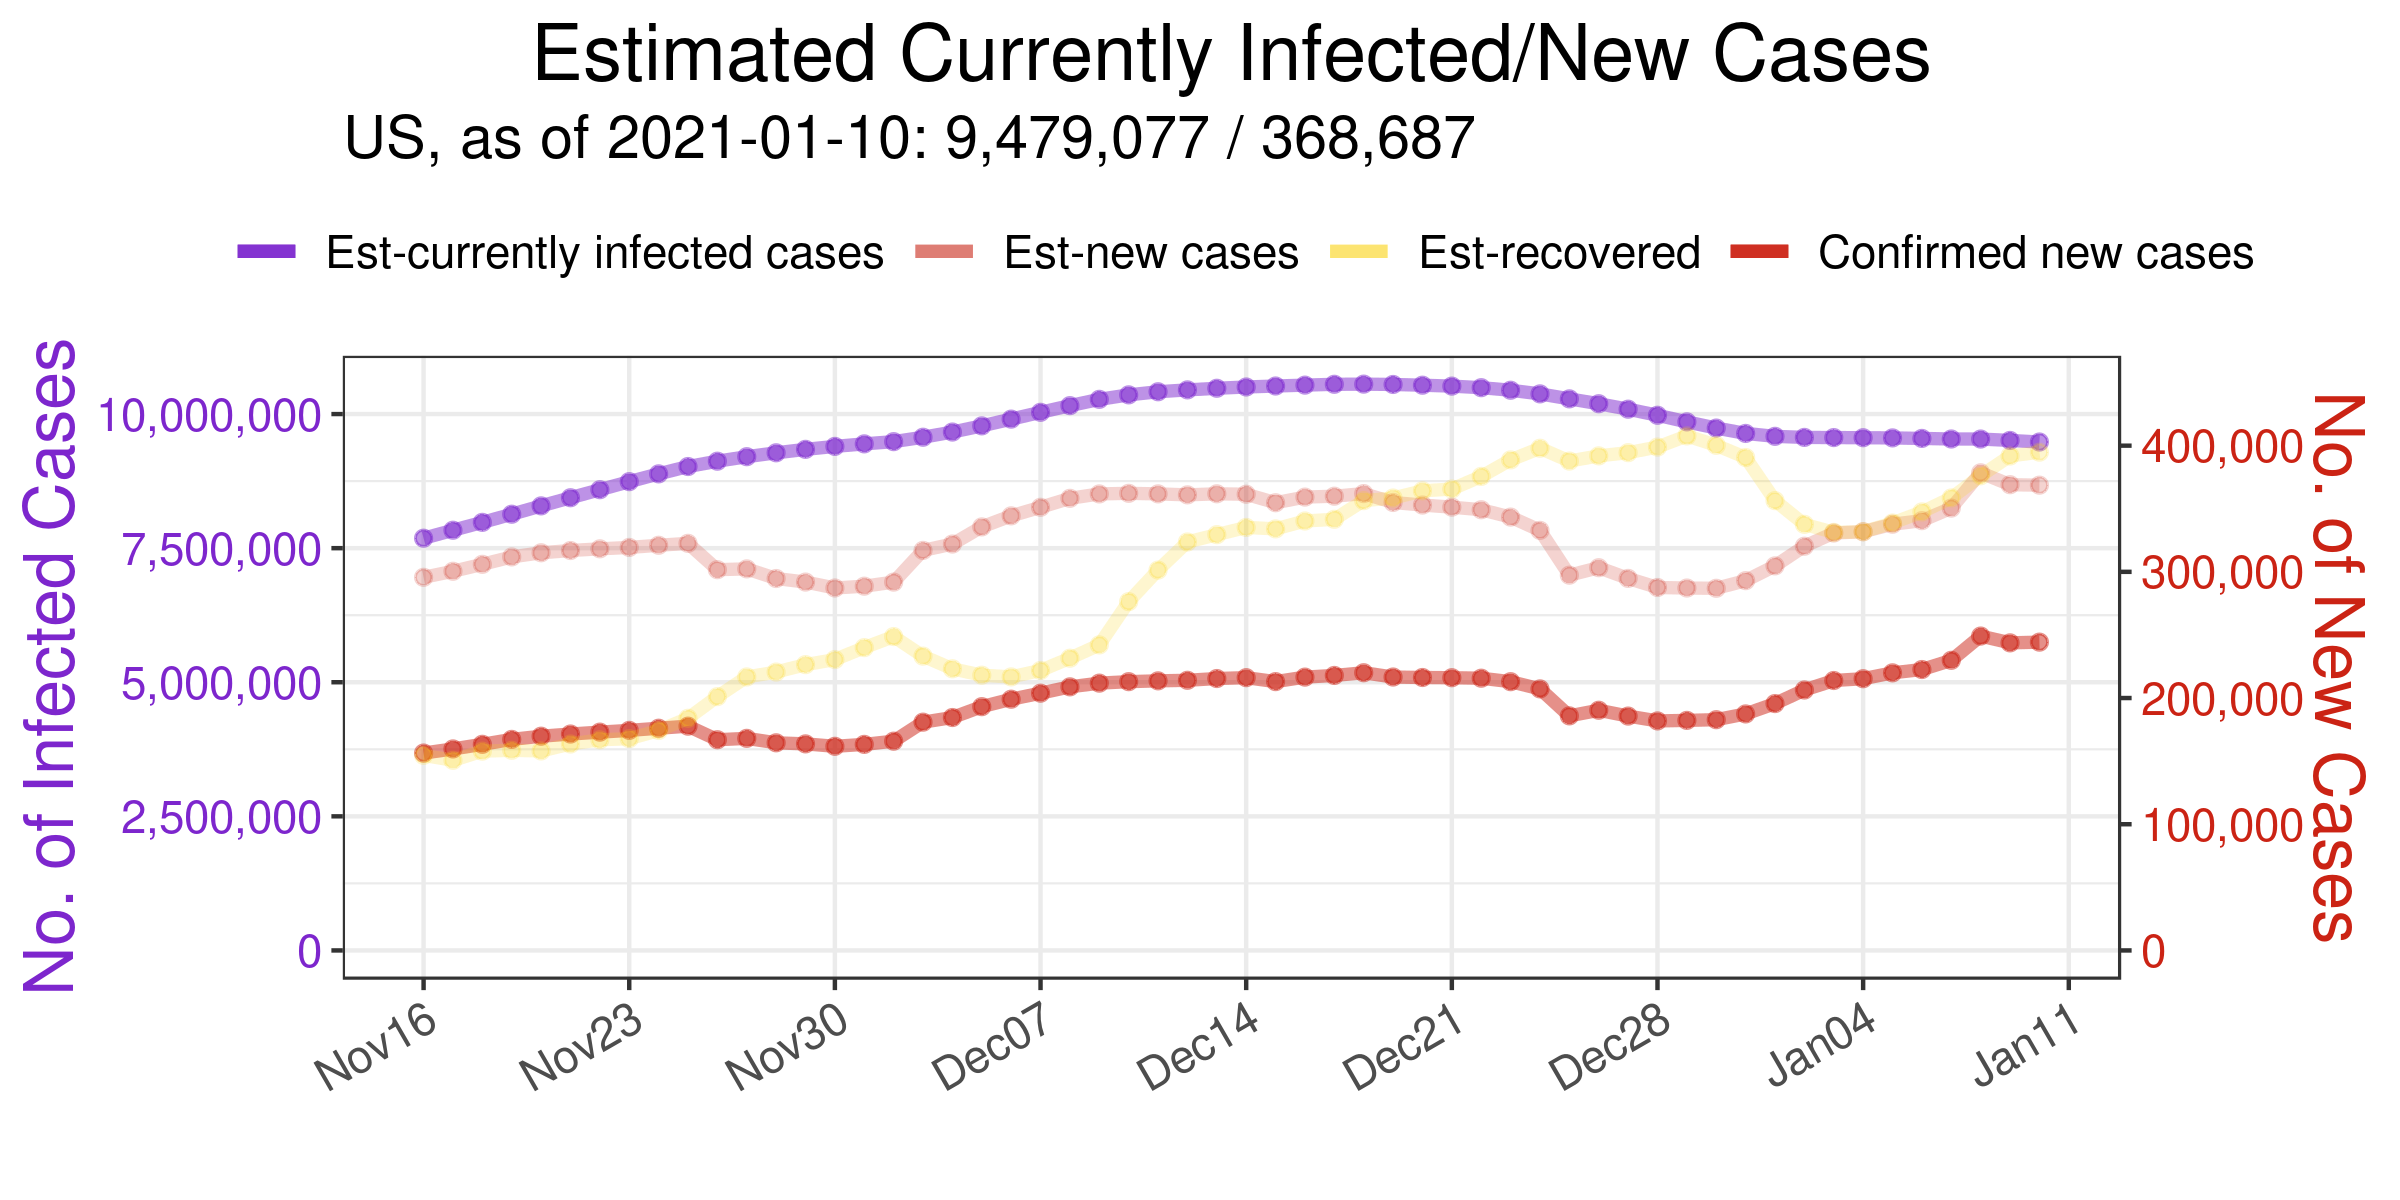 Estimated Currently Infected/New Cases
US, as of 2021-01-10: 9,479,077 / 368,687
Est-currently infected cases Est-new cases Est-recovered Confirmed new cases
No. of Infected Cases
10,000,000
7,500,000
5,000,000
2,500,000
0
400,000
300,000
200,000
100,000
0
No. of New Cases
Nov16 Nov23 Nov30 Dec07 Dec14 Dec21 Dec28 Jan04 Jan11